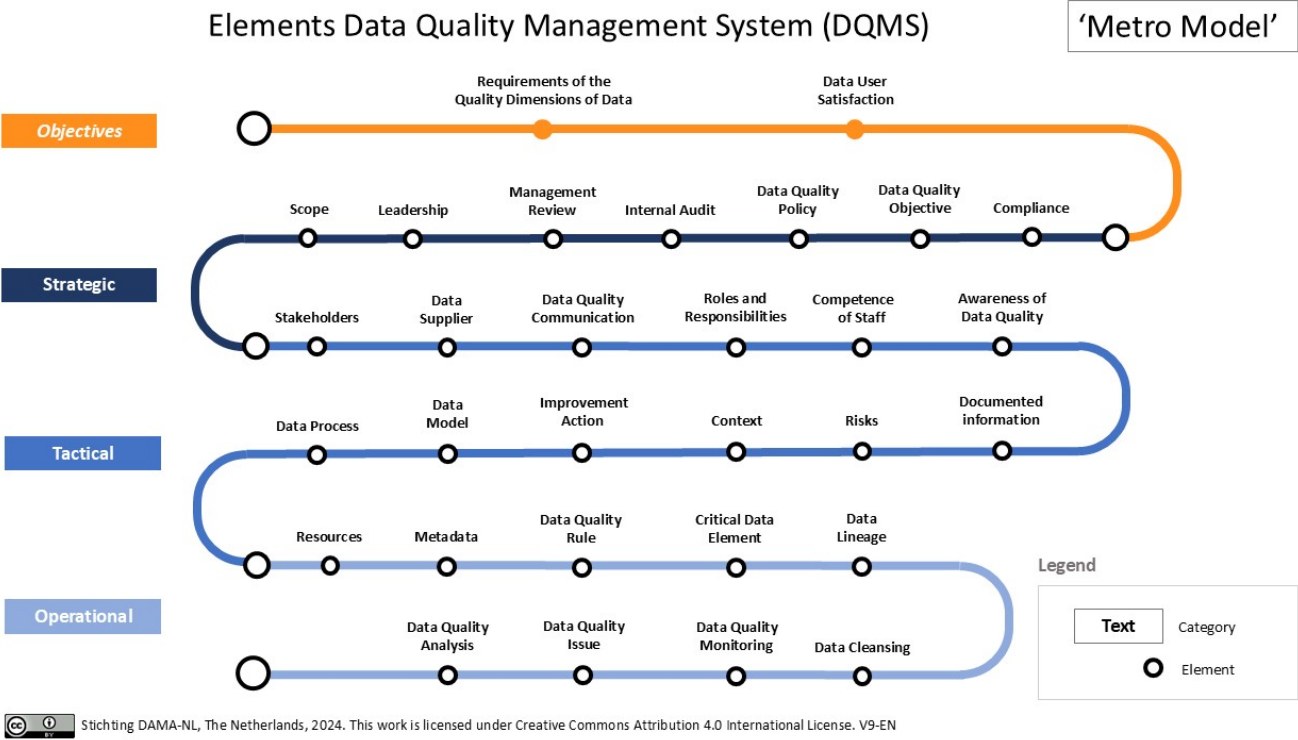 Elements Data Quality Management System (DQMS)
‘Metro Model’
Requirements of the
Quality Dimensions of Data
Data User
Satisfaction
Objectives
Scope
Leadership
Management
Review
Internal Audit
Data Quality
Policy
Data Quality
Objective
Compliance
Strategic
Stakeholders
Data
Supplier
Data Quality
Communication
Roles and
Responsibilities
Competence
of Staff
Awareness of
Data Quality
Tactical
Data Process
Data
Model
Improvement
Action
Context
Risks
Documented
information
Resources
Metadata
Data Quality
Rule
Critical Data
Element
Data
Lineage
Operational
Data Quality
Analysis
Data Quality
Issue
Data Quality
Monitoring
Data Cleansing
Legend
Text
Category
Element
cc
BY
Stichting DAMA-NL, The Netherlands, 2024. This work is licensed under Creative Commons Attribution 4.0 International License. V9-EN